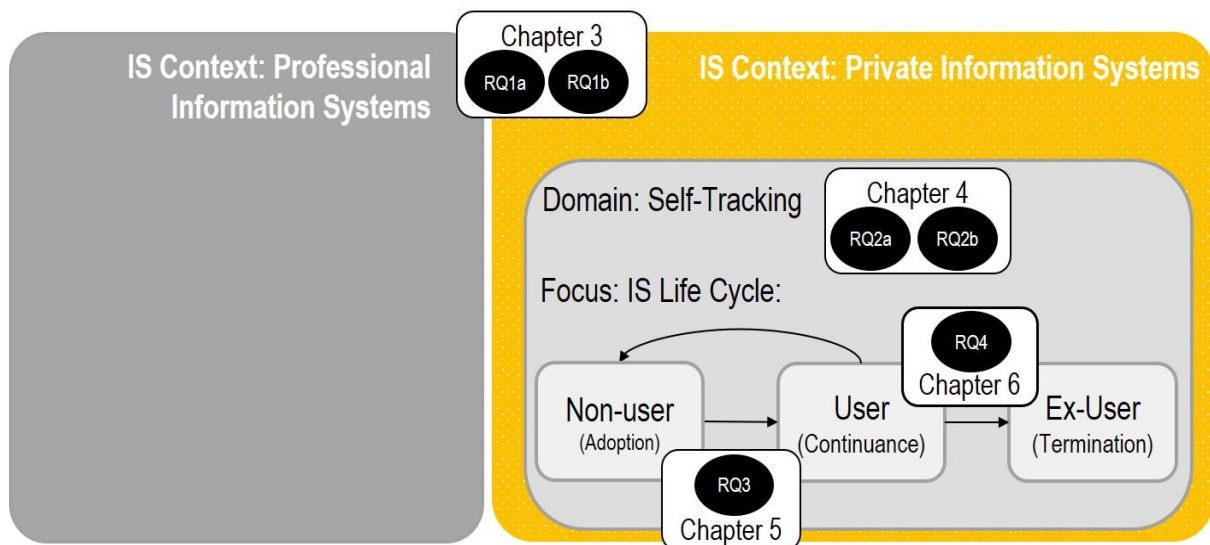 IS Context: Professional
Information Systems
Chapter 3
RQ1a RQ1b
IS Context: Private Information Systems
Domain: Self-Tracking
Chapter 4
RQ2a RQ2b
Focus: IS Life Cycle:
RQ4
Chapter 6
Non-user
(Adoption)
User
(Continuance)
Ex-User
(Termination)
RQ3
Chapter 5